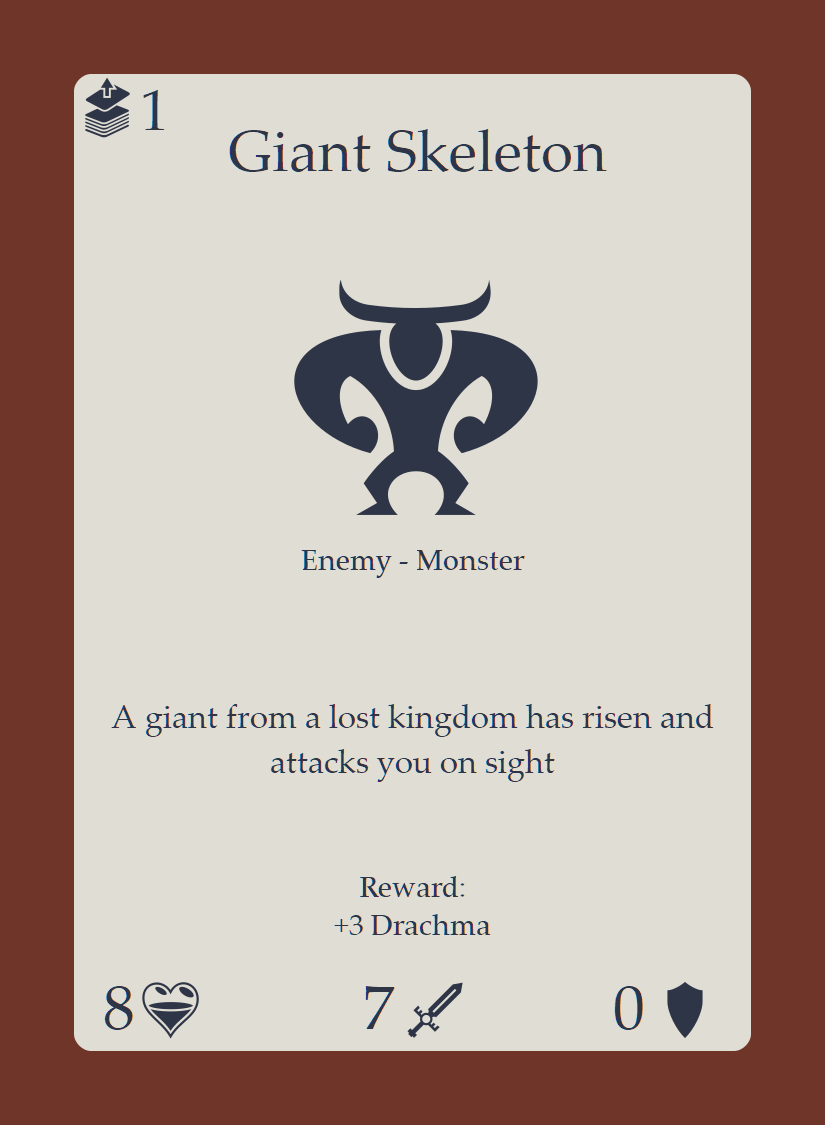 1
Giant Skeleton
Enemy - Monster
A giant from a lost kingdom has risen and
attacks you on sight
Reward:
+3 Drachma
8 7 0